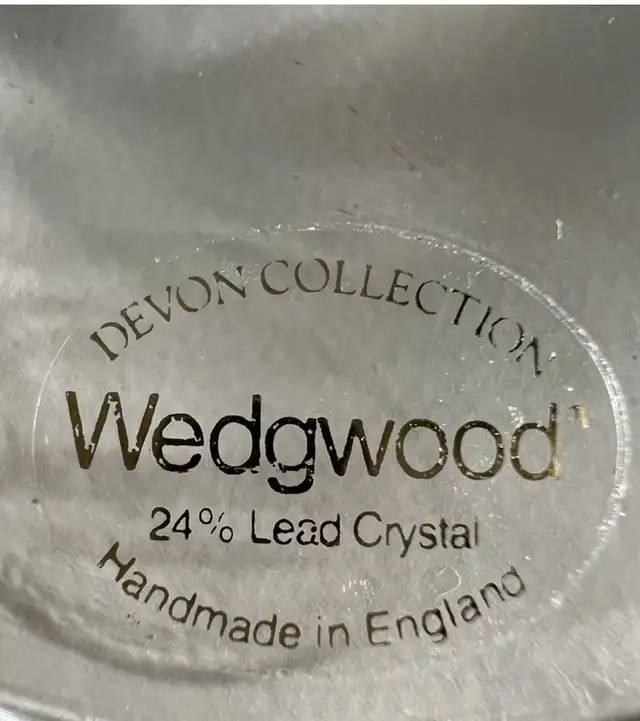 DEVON COLLECTION
Wedgwood
24% Lead Crystal
Handmade in England